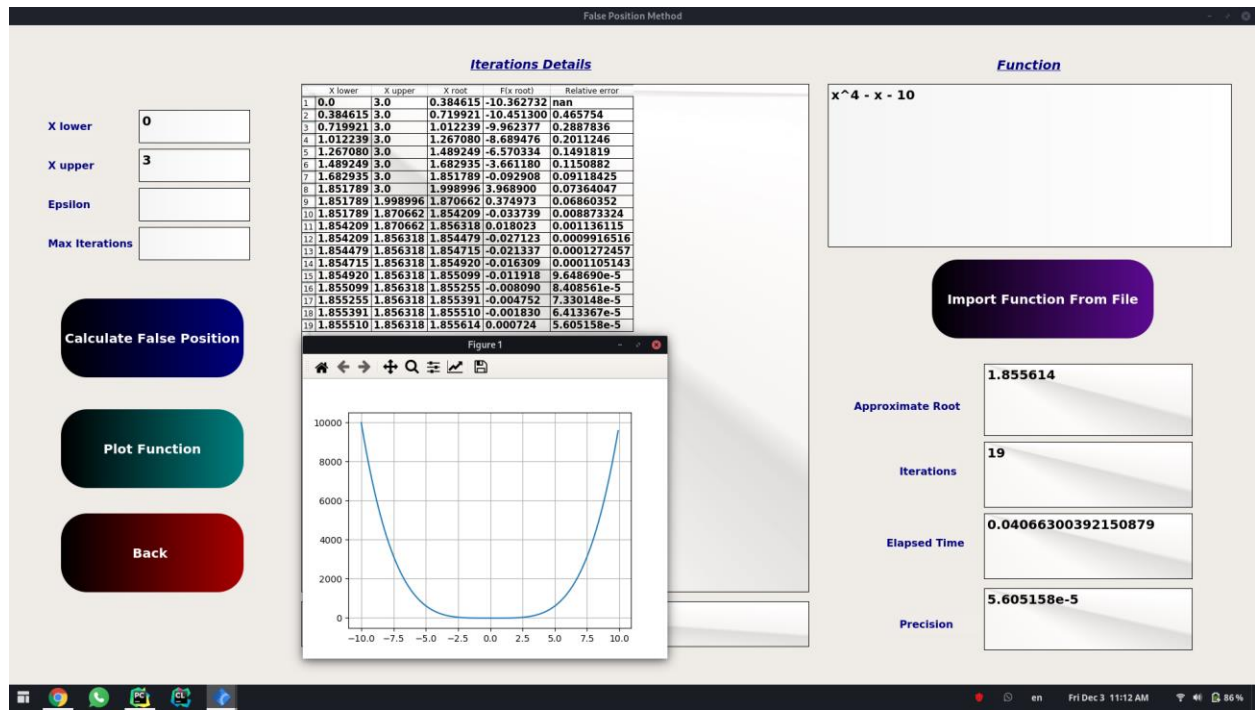 False Position Method
Iterations Details
Function
X lower 0
X upper 3
Epsilon
Max Iterations
Calculate False Position
Plot Function
Back
X lower X upper X root F(x root) Relative error
1 0.0 3.0 0.384615 -10.362732 nan
2 0.384615 3.0 0.719921 -10.451300 0.465754
3 0.719921 3.0 1.012239 -9.962377 0.2887836
4 1.012239 3.0 1.267080 -8.689476 0.2011246
5 1.267080 3.0 1.489249 -6.570334 0.1491819
6 1.489249 3.0 1.682935 -3.661180 0.1150882
7 1.682935 3.0 1.851789 -0.092908 0.09118425
8 1.851789 3.0 1.998996 3.968900 0.07364047
9 1.851789 1.998996 1.870662 0.374973 0.06860352
10 1.851789 1.870662 1.854209 -0.033739 0.008873324
11 1.854209 1.870662 1.856318 0.018023 0.001136115
12 1.854209 1.856318 1.854479 -0.027123 0.0009916516
13 1.854479 1.856318 1.854715 -0.021337 0.0001272457
14 1.854715 1.856318 1.854920 -0.016309 0.0001105143
15 1.854920 1.856318 1.855099 -0.011918 9.648690e-5
16 1.855099 1.856318 1.855255 -0.008090 8.408561e-5
17 1.855255 1.856318 1.855391 -0.004752 7.330148e-5
18 1.855391 1.856318 1.855510 -0.001830 6.413367e-5
19 1.855510 1.856318 1.855614 0.000724 5.605158e-5
Figure 1
10000
8000
6000
4000
2000
0
−10.0 −7.5 −5.0 −2.5 0.0 2.5 5.0 7.5 10.0
x^4 - x - 10
Import Function From File
Approximate Root 1.855614
Iterations 19
Elapsed Time 0.04066300392150879
Precision 5.605158e-5
PC CL en Fri Dec 3 11:12 AM 86 %